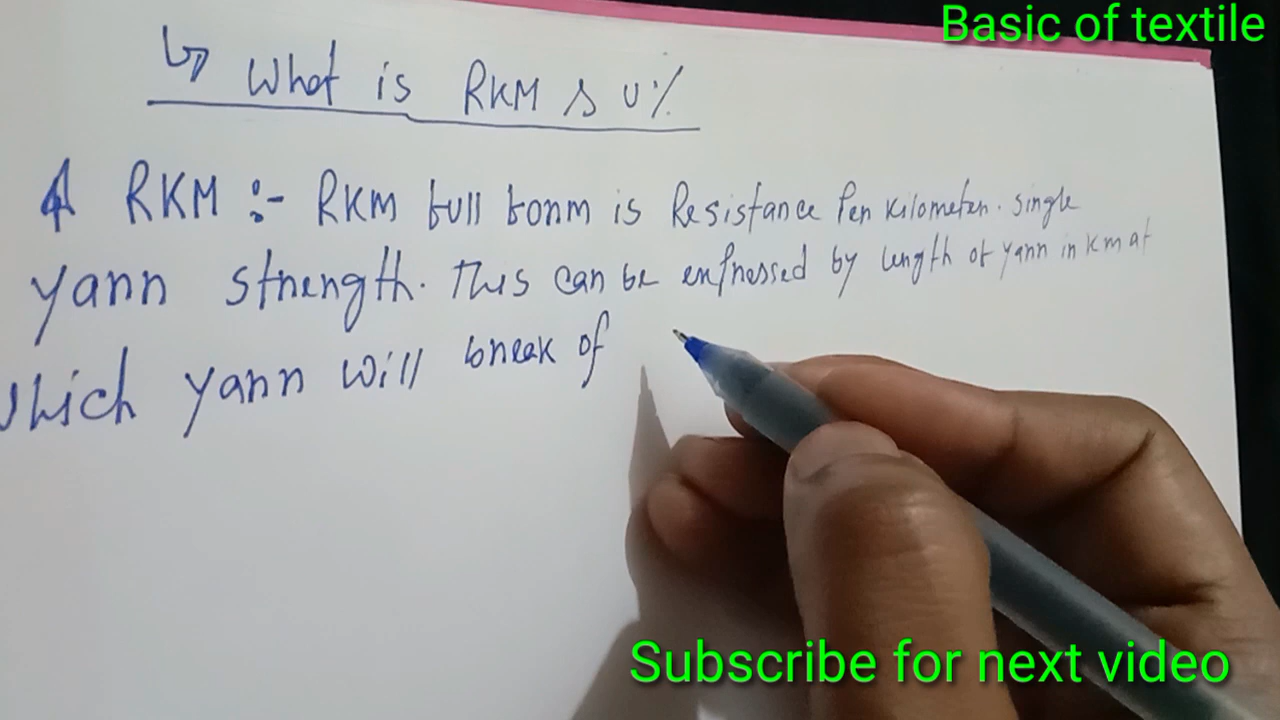 Basic of textile
What is RKM & U%
RKM :- RKM full form is Resistance Per Kilometer. single
yarn strength. This can be expressed by length of yarn in km at
which yarn will break of
Subscribe for next video